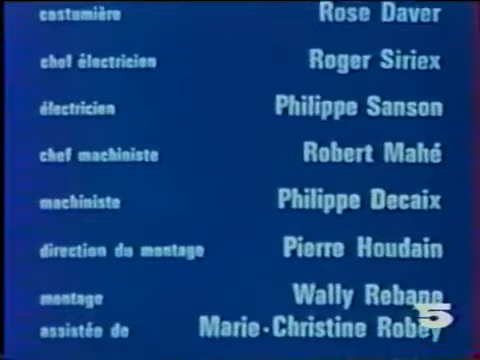 costumière Rose Daver
chef électricien Roger Siriex
électricien Philippe Sanson
chef machiniste Robert Mahé
machiniste Philippe Decaix
direction du montage Pierre Houdain
montage Wally Rebane
assistée de Marie-Christine Robey
5